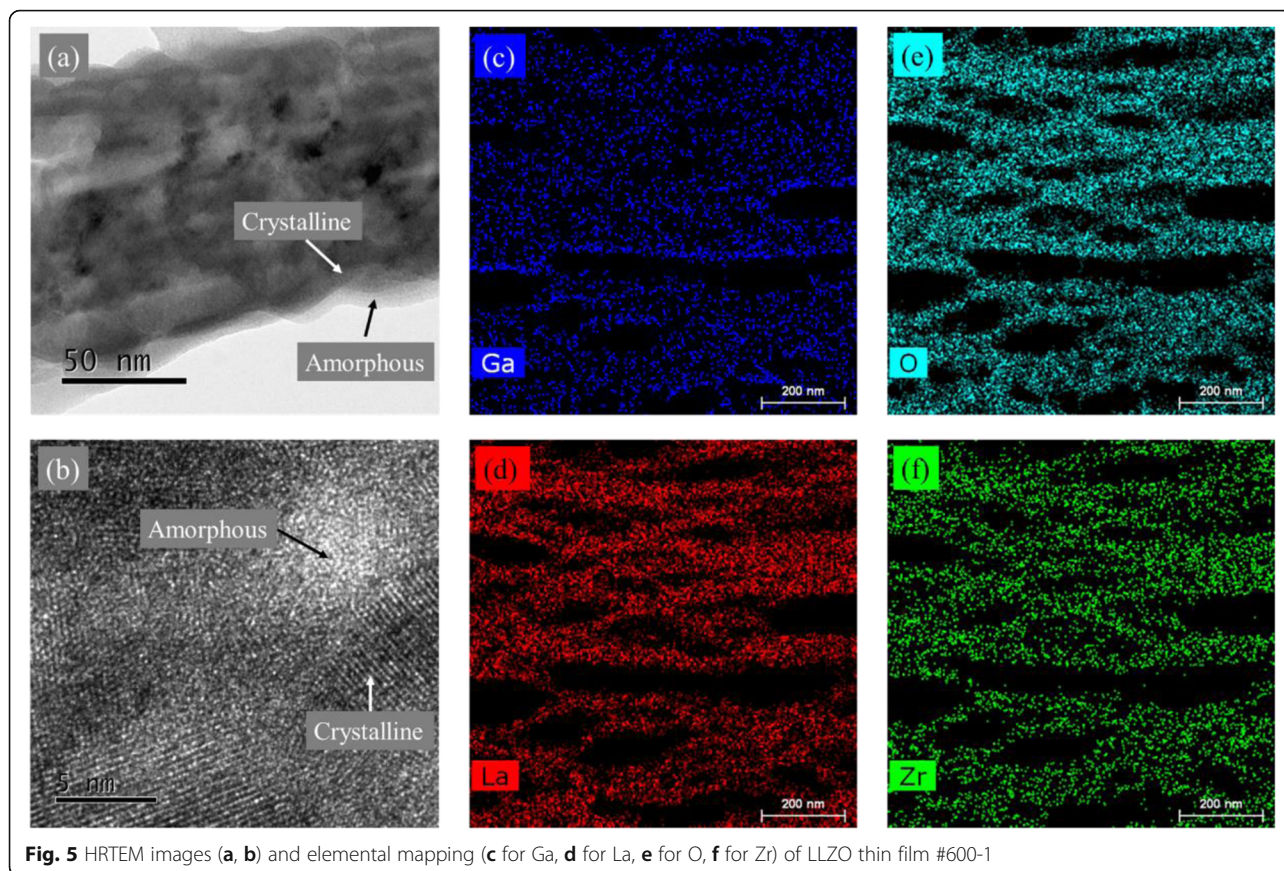 (a)
Crystalline
Amorphous
50 nm
(b)
Amorphous
Crystalline
5 nm
(c)
Ga
200 nm
(d)
La
200 nm
(e)
O
200 nm
(f)
Zr
200 nm
Fig. 5 HRTEM images (a, b) and elemental mapping (c for Ga, d for La, e for O, f for Zr) of LLZO thin film #600-1